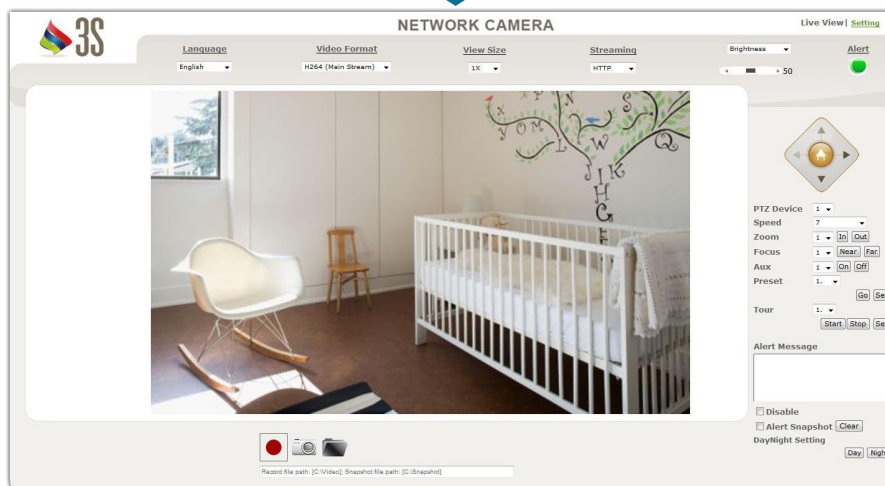 3S
NETWORK CAMERA
Live View | Setting
Language
Video Format
View Size
Streaming
Brightness
Alert
English
H264 (Main Stream)
1X
HTTP
50
Y O M L
W Q
J I K
H
G
F
E
PTZ Device 1
Speed 7
Zoom 1 In Out
Focus 1 Near Far
Aux 1 On Off
Preset 1.
Go Se
Tour 1.
Start Stop Se
Alert Message
Disable
Alert Snapshot Clear
DayNight Setting
Day Nigh
Record file path: [C:\Video]; Snapshot file path: [C:\Snapshot]